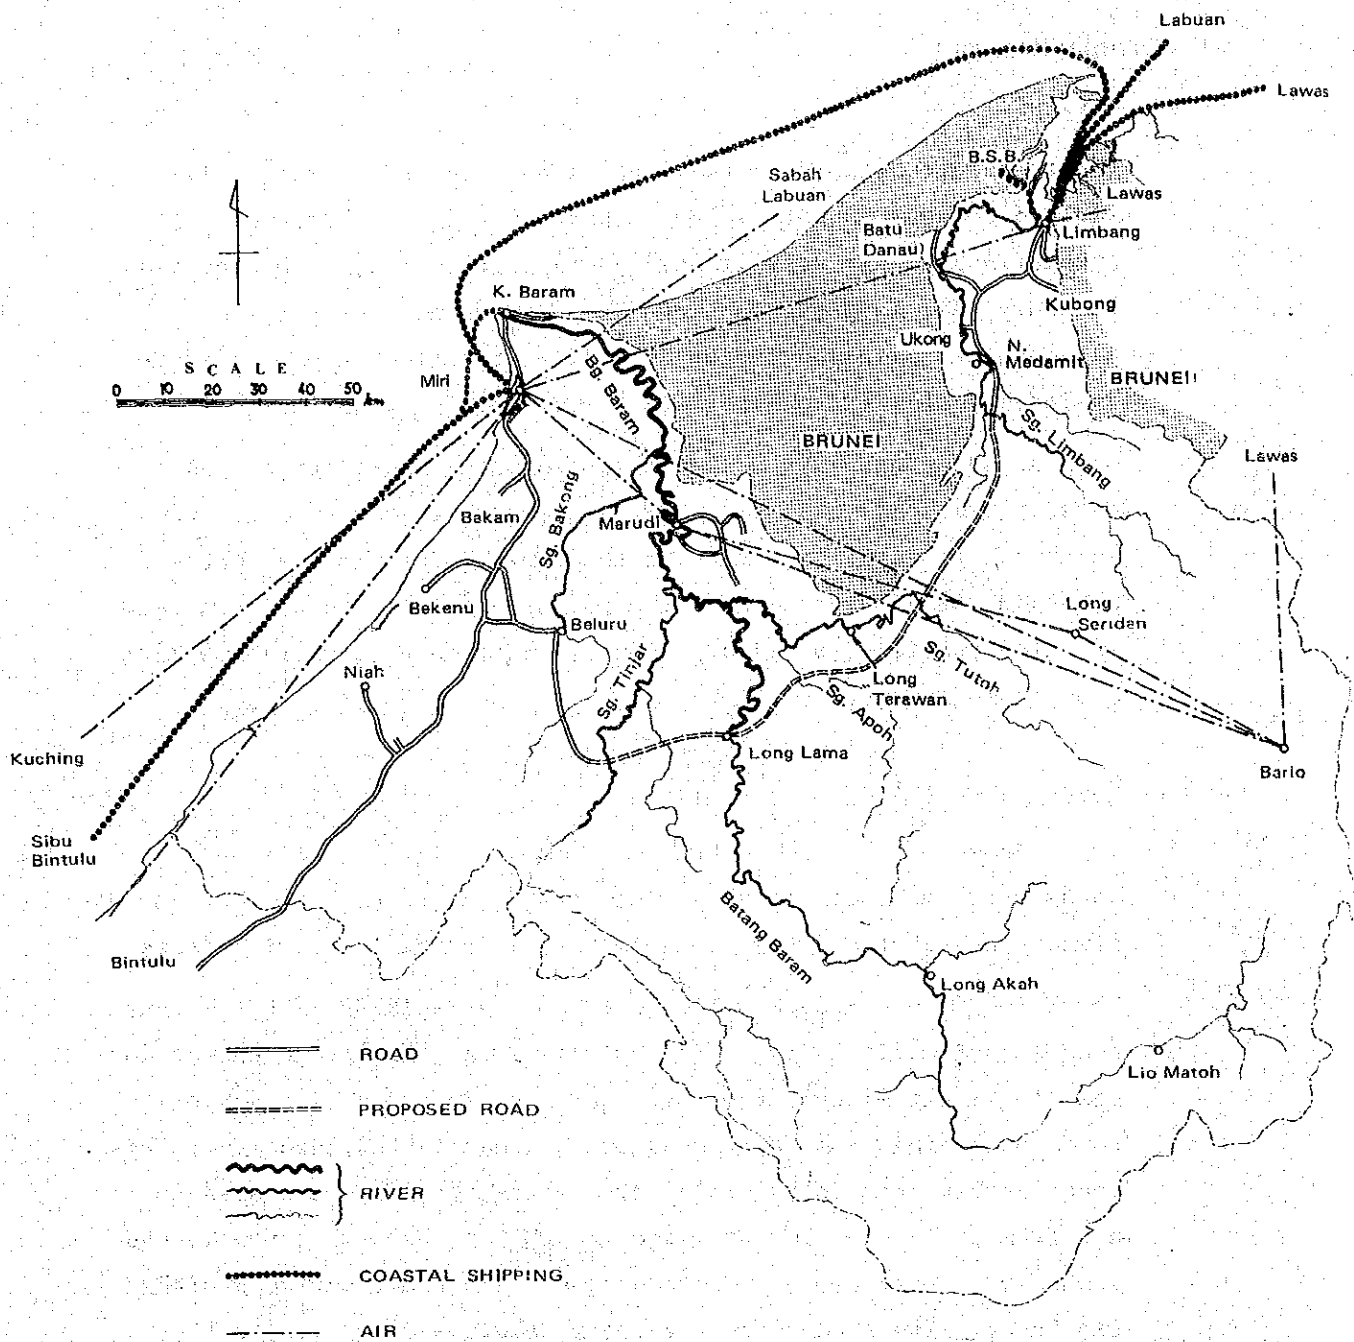 Labuan
Lawas
B.S.B.
Sabah
Labuan
Lawas
Batu
Danau
Limbang
K. Baram
Kubong
Ukong
N.
Medamit
SCALE
0 10 20 30 40 50 km
Miri
Bg. Baram
BRUNEI
BRUNEI
Sg. Limbang
Lawas
Sg. Bakong
Bakam
Marudi
Bekenu
Beluru
Long
Seridan
Niah
Sg. Tinjar
Sg. Tutoh
Long
Terawan
Sg. Apoh
Kuching
Long Lama
Bario
Sibu
Bintulu
Batang Baram
Bintulu
Long Akah
ROAD
Lio Matoh
PROPOSED ROAD
RIVER
COASTAL SHIPPING
AIR